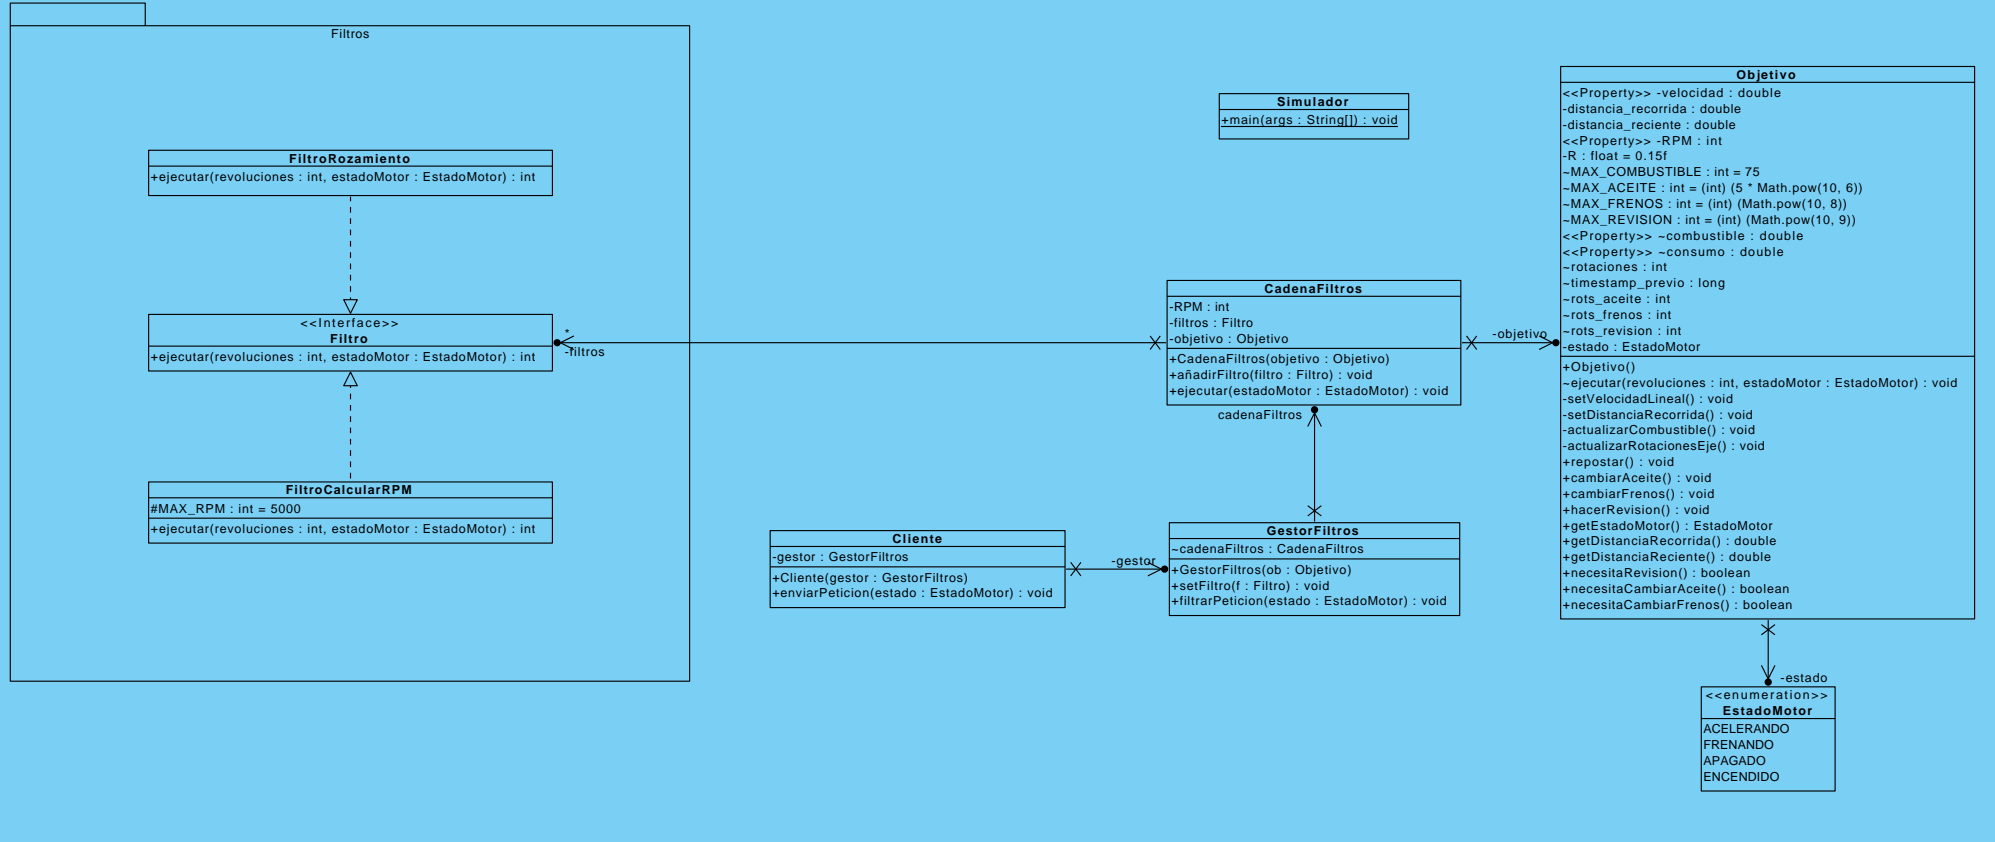 Filtros
FiltroRozamiento
+ejecutar(revoluciones : int, estadoMotor : EstadoMotor) : int
<<Interface>>
Filtro
+ejecutar(revoluciones : int, estadoMotor : EstadoMotor) : int
*
-filtros
FiltroCalcularRPM
#MAX_RPM : int = 5000
+ejecutar(revoluciones : int, estadoMotor : EstadoMotor) : int
Simulador
+main(args : String[]) : void
CadenaFiltros
-RPM : int
-filtros : Filtro
-objetivo : Objetivo
+CadenaFiltros(objetivo : Objetivo)
+añadirFiltro(filtro : Filtro) : void
+ejecutar(estadoMotor : EstadoMotor) : void
-objetivo
cadenaFiltros
Cliente
-gestor : GestorFiltros
+Cliente(gestor : GestorFiltros)
+enviarPeticion(estado : EstadoMotor) : void
-gestor
GestorFiltros
~cadenaFiltros : CadenaFiltros
+GestorFiltros(ob : Objetivo)
+setFiltro(f : Filtro) : void
+filtrarPeticion(estado : EstadoMotor) : void
Objetivo
<<Property>> -velocidad : double
-distancia_recorrida : double
-distancia_reciente : double
<<Property>> -RPM : int
-R : float = 0.15f
~MAX_COMBUSTIBLE : int = 75
~MAX_ACEITE : int = (int) (5 * Math.pow(10, 6))
~MAX_FRENOS : int = (int) (Math.pow(10, 8))
~MAX_REVISION : int = (int) (Math.pow(10, 9))
<<Property>> ~combustible : double
<<Property>> ~consumo : double
~rotaciones : int
~timestamp_previo : long
~rots_aceite : int
~rots_frenos : int
~rots_revision : int
-estado : EstadoMotor
+Objetivo()
~ejecutar(revoluciones : int, estadoMotor : EstadoMotor) : void
-setVelocidadLineal() : void
-setDistanciaRecorrida() : void
-actualizarCombustible() : void
-actualizarRotacionesEje() : void
+repostar() : void
+cambiarAceite() : void
+cambiarFrenos() : void
+hacerRevision() : void
+getEstadoMotor() : EstadoMotor
+getDistanciaRecorrida() : double
+getDistanciaReciente() : double
+necesitaRevision() : boolean
+necesitaCambiarAceite() : boolean
+necesitaCambiarFrenos() : boolean
-estado
<<enumeration>>
EstadoMotor
ACELERANDO
FRENANDO
APAGADO
ENCENDIDO